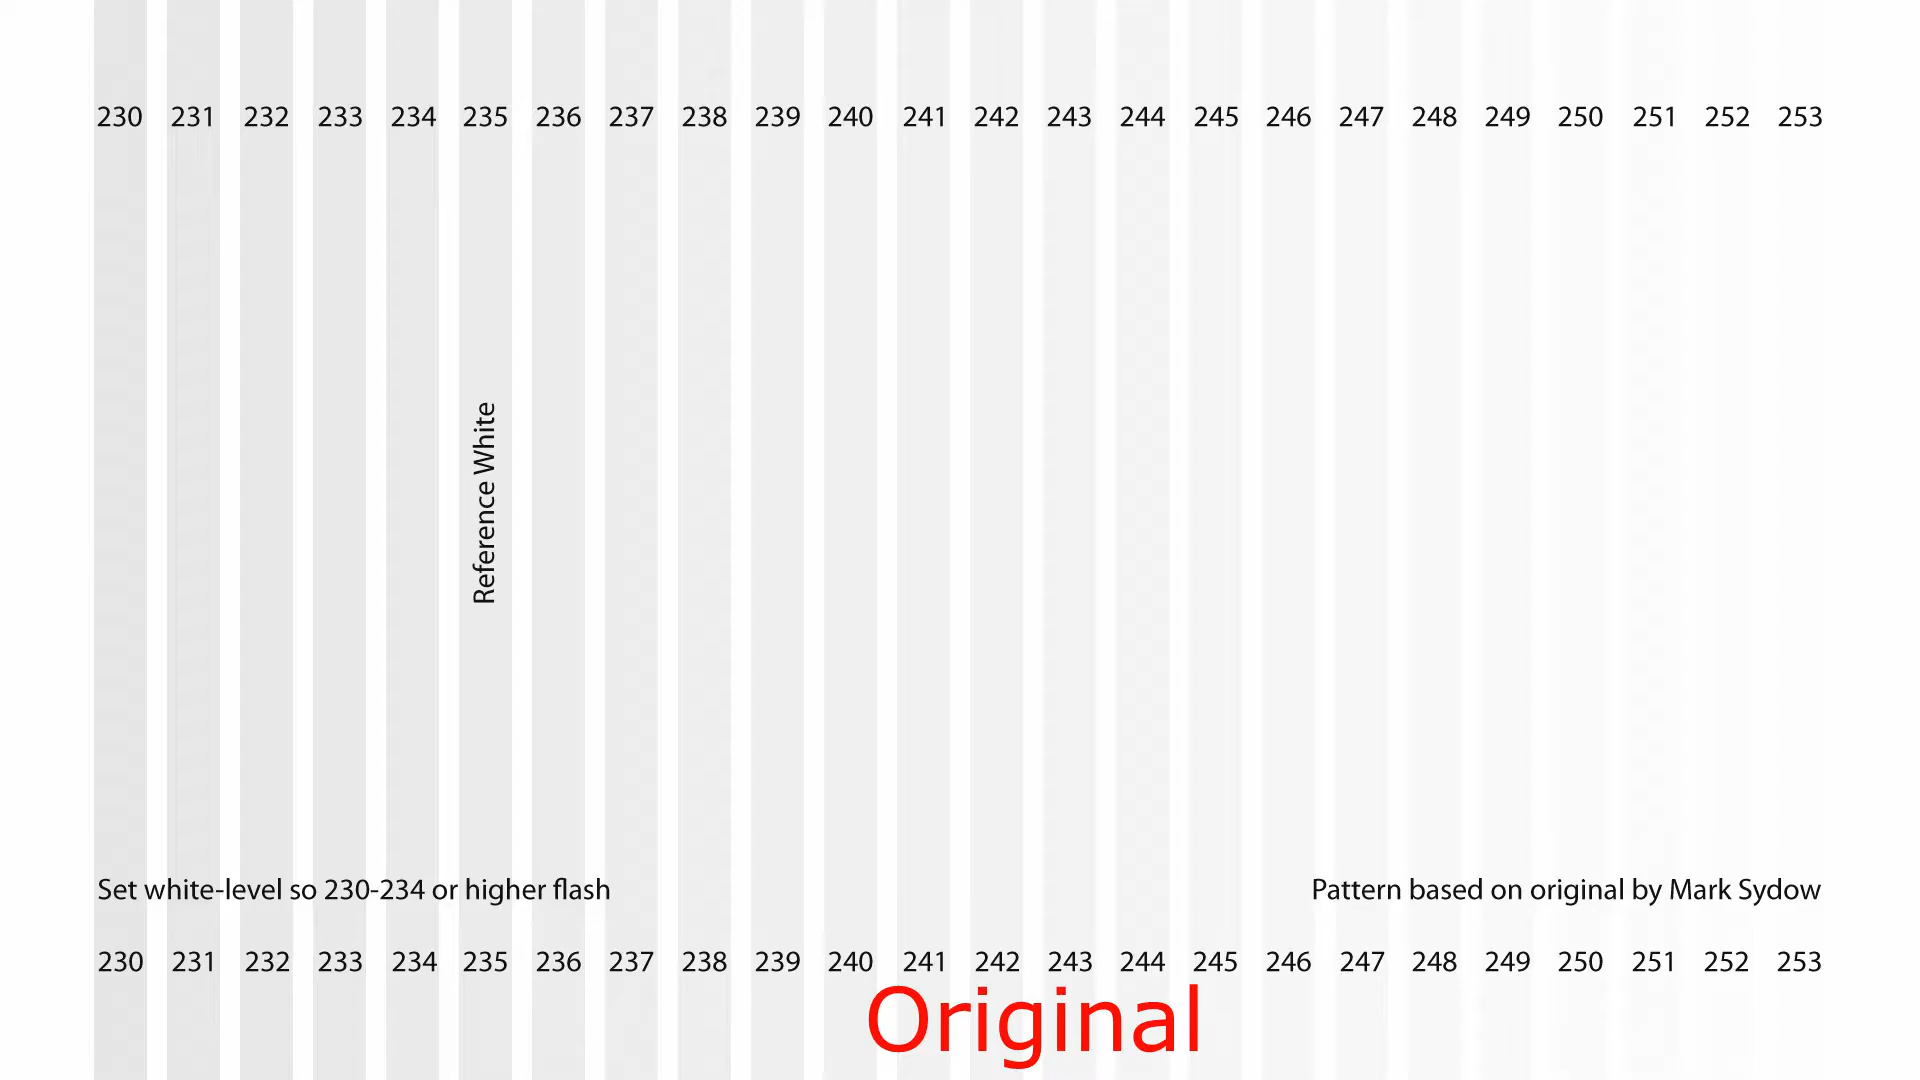 230 231 232 233 234 235 236 237 238 239 240 241 242 243 244 245 246 247 248 249 250 251 252 253
Reference White
Set white-level so 230-234 or higher flash
Pattern based on original by Mark Sydow
230 231 232 233 234 235 236 237 238 239 240 241 242 243 244 245 246 247 248 249 250 251 252 253
Original